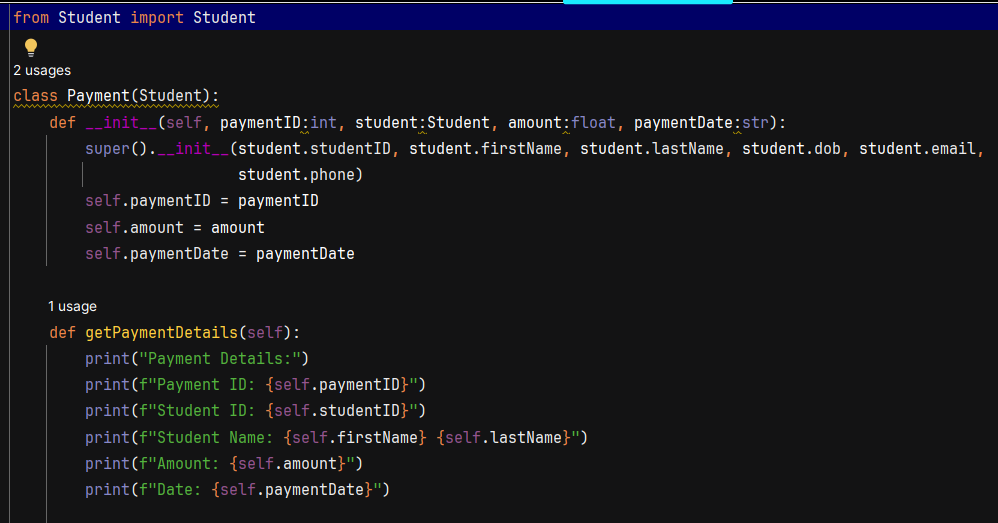 from Student import Student
2 usages
class Payment(Student):
def __init__(self, paymentID:int, student:Student, amount:float, paymentDate:str):
super().__init__(student.studentID, student.firstName, student.lastName, student.dob, student.email,
student.phone)
self.paymentID = paymentID
self.amount = amount
self.paymentDate = paymentDate
1 usage
def getPaymentDetails(self):
print("Payment Details:")
print(f"Payment ID: {self.paymentID}")
print(f"Student ID: {self.studentID}")
print(f"Student Name: {self.firstName} {self.lastName}")
print(f"Amount: {self.amount}")
print(f"Date: {self.paymentDate}")